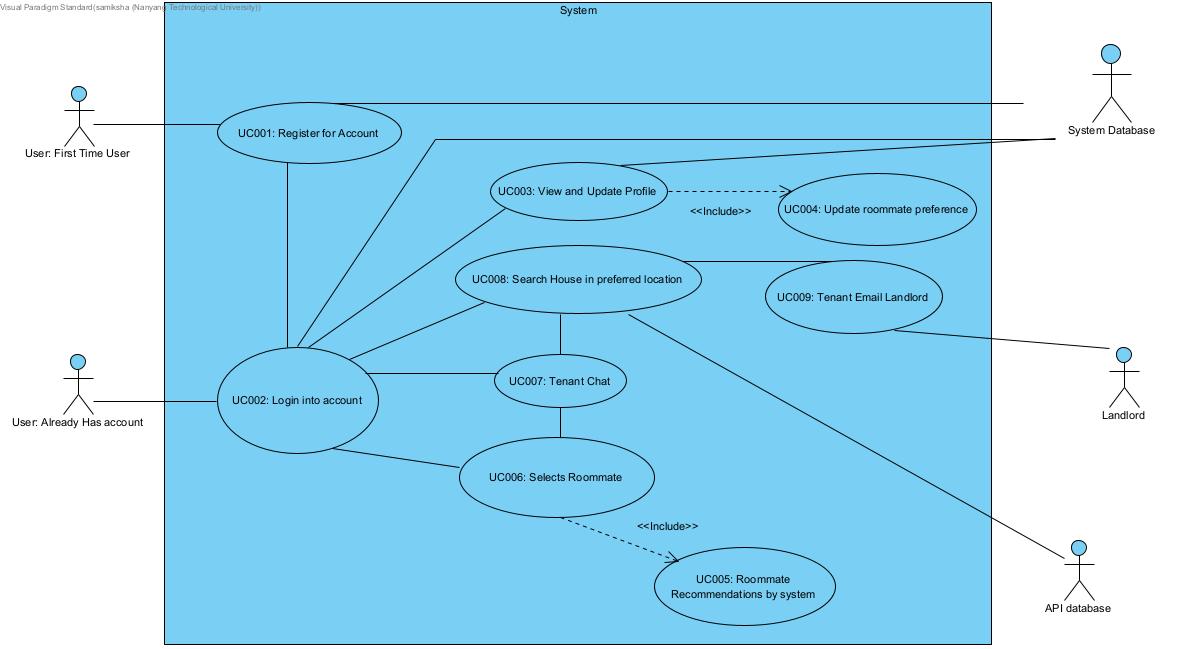 Visual Paradigm Standard(samiksha (Nanyang Technological University))
System
User: First Time User
UC001: Register for Account
System Database
UC003: View and Update Profile
<<Include>>
UC004: Update roommate preference
UC008: Search House in preferred location
UC009: Tenant Email Landlord
User: Already Has account
UC002: Login into account
UC007: Tenant Chat
Landlord
UC006: Selects Roommate
<<Include>>
UC005: Roommate
Recommendations by system
API database